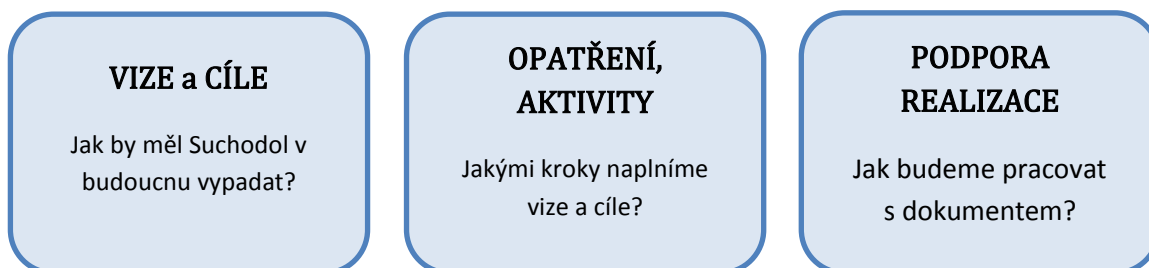 VIZE a CÍLE
Jak by měl Suchodol v
budoucnu vypadat?
OPATŘENÍ,
AKTIVITY
Jakými kroky naplníme
vize a cíle?
PODPORA
REALIZACE
Jak budeme pracovat
s dokumentem?